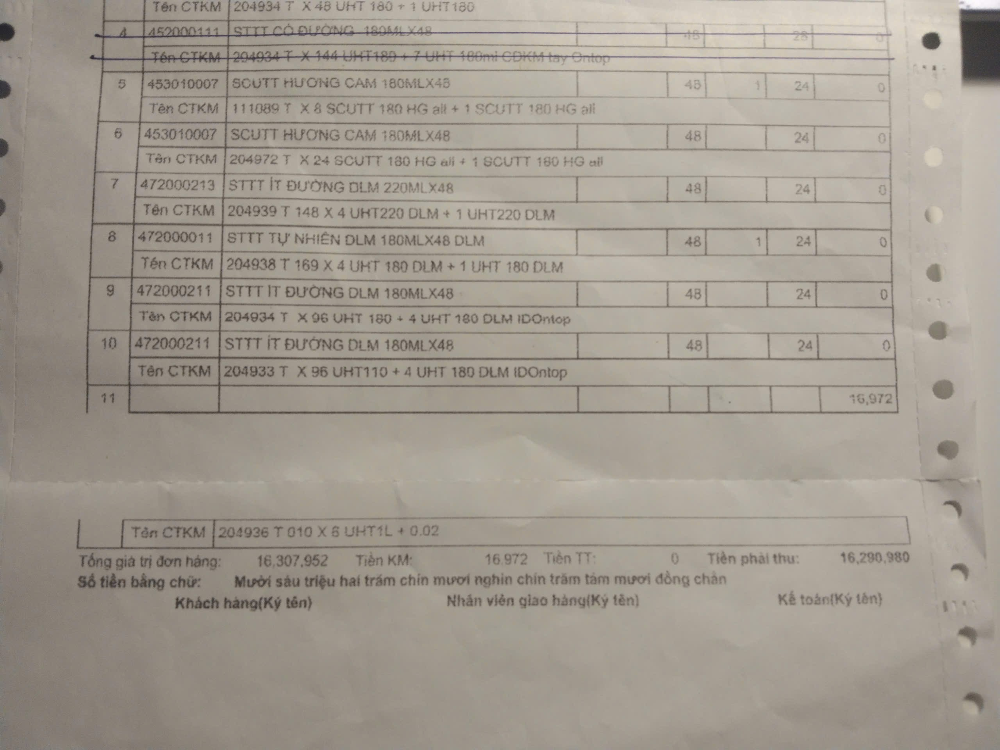 Tên CTKM 204934 T X 48 UHT 180 + 1 UHT180
4 452000111 STTT CÓ ĐƯỜNG 180MLX48 48 28 0
Tên CTKM 204934 T X 144 UHT180 + 7 UHT 180ml CDKM tay Ontop
5 453010007 SCUTT HƯƠNG CAM 180MLX48 48 1 24 0
Tên CTKM 111089 T X 8 SCUTT 180 HG all + 1 SCUTT 180 HG all
6 453010007 SCUTT HƯƠNG CAM 180MLX48 48 24 0
Tên CTKM 204972 T X 24 SCUTT 180 HG all + 1 SCUTT 180 HG all
7 472000213 STTT ÍT ĐƯỜNG DLM 220MLX48 48 24 0
Tên CTKM 204939 T 148 X 4 UHT220 DLM + 1 UHT220 DLM
8 472000011 STTT TỰ NHIÊN DLM 180MLX48 DLM 48 1 24 0
Tên CTKM 204938 T 169 X 4 UHT 180 DLM + 1 UHT 180 DLM
9 472000211 STTT ÍT ĐƯỜNG DLM 180MLX48 48 24 0
Tên CTKM 204934 T X 96 UHT 180 + 4 UHT 180 DLM IDOntop
10 472000211 STTT ÍT ĐƯỜNG DLM 180MLX48 48 24 0
Tên CTKM 204933 T X 96 UHT110 + 4 UHT 180 DLM IDOntop
11 16,972
Tên CTKM 204936 T 010 X 6 UHT1L + 0.02
Tổng giá trị đơn hàng: 16,307,952 Tiền KM: 16,972 Tiền TT: 0 Tiền phải thu: 16,290,980
Số tiền bằng chữ: Mười sáu triệu hai trăm chín mươi nghìn chín trăm tám mươi đồng chẵn
Khách hàng(Ký tên) Nhân viên giao hàng(Ký tên) Kế toán(Ký tên)